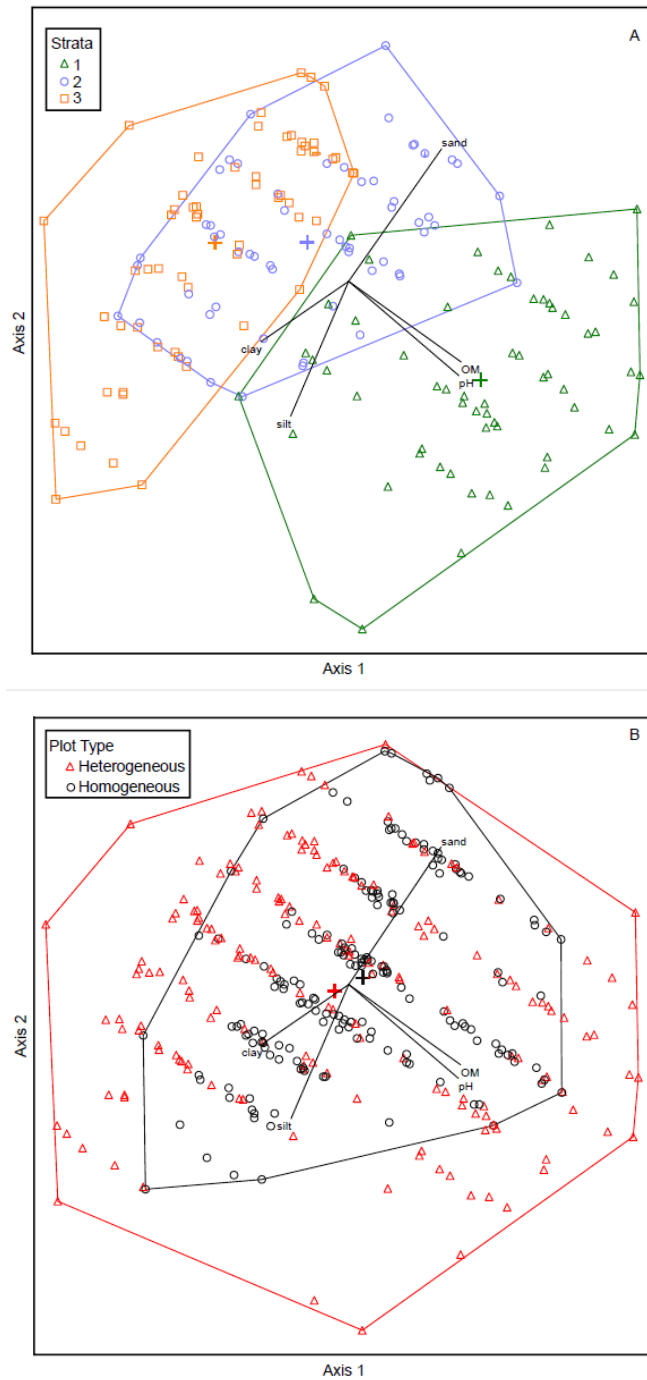 A
Strata
1
2
3
sand
clay
OM
pH
silt
Axis 2
Axis 1
B
Plot Type
Heterogeneous
Homogeneous
sand
clay
OM
pH
silt
Axis 2
Axis 1